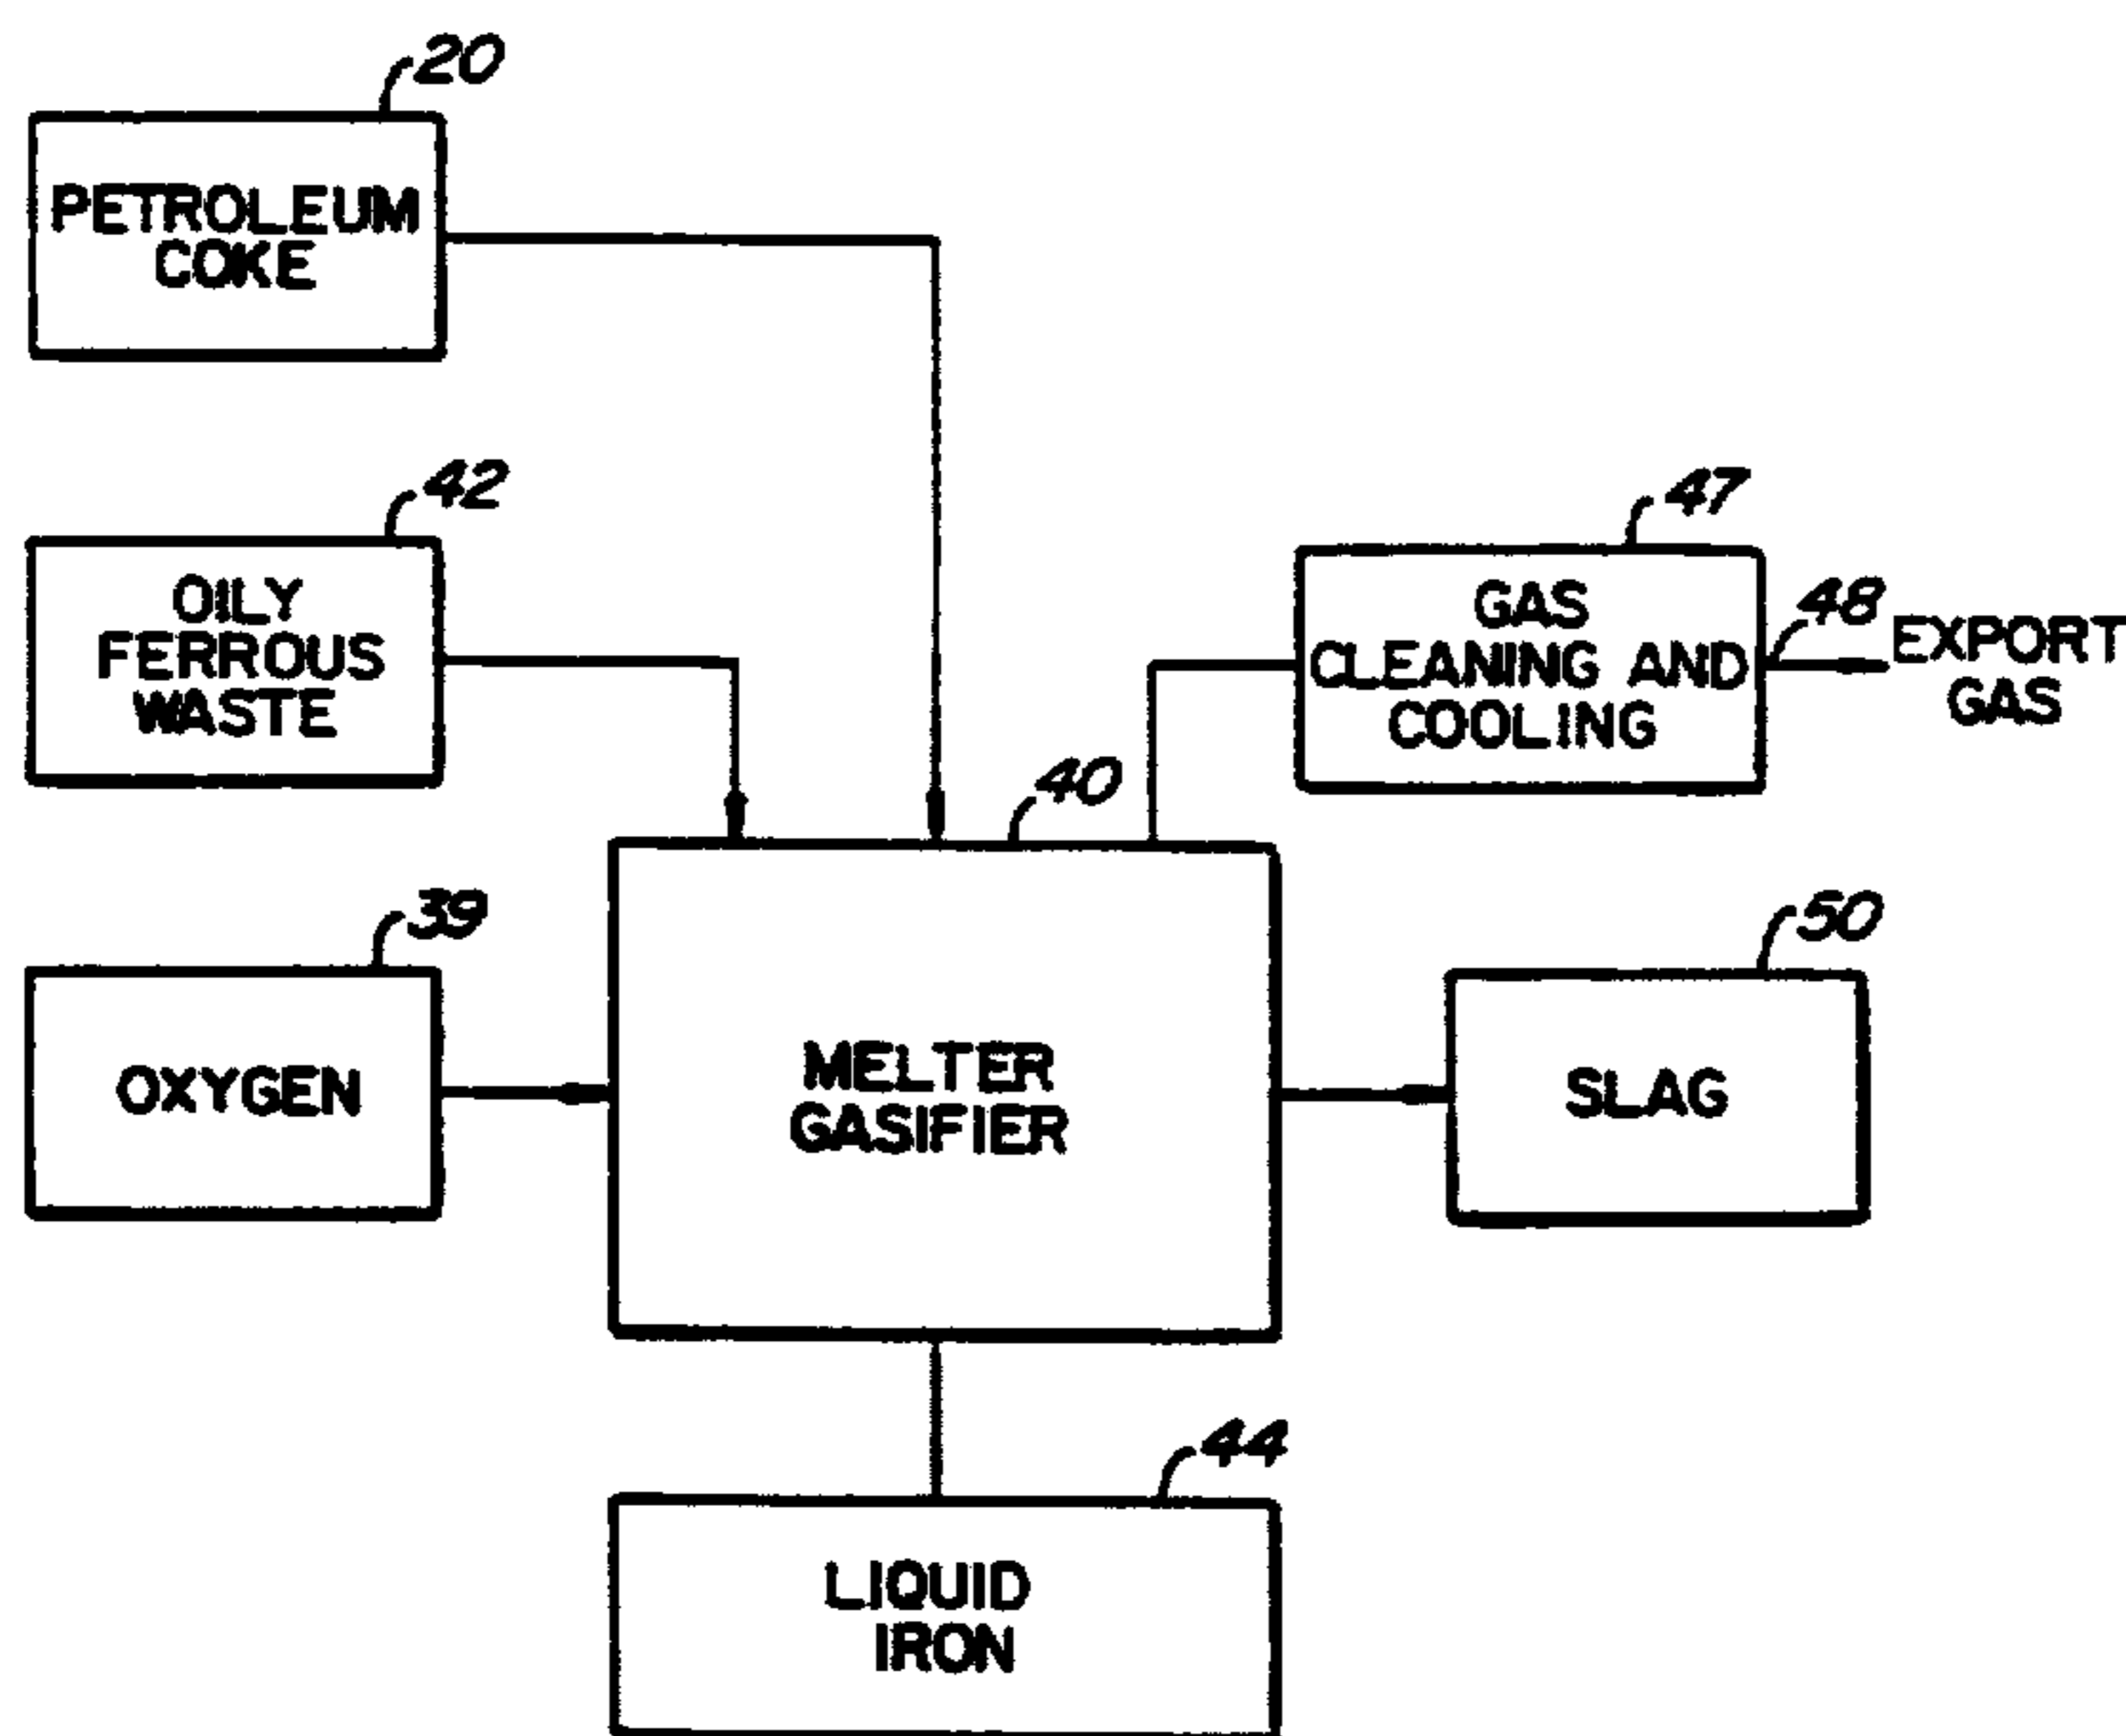 20
PETROLEUM
COKE
42
OILY
FERROUS
WASTE
47
GAS
CLEANING AND
COOLING
48
EXPORT
GAS
40
MELTER
GASIFIER
39
OXYGEN
50
SLAG
44
LIQUID
IRON